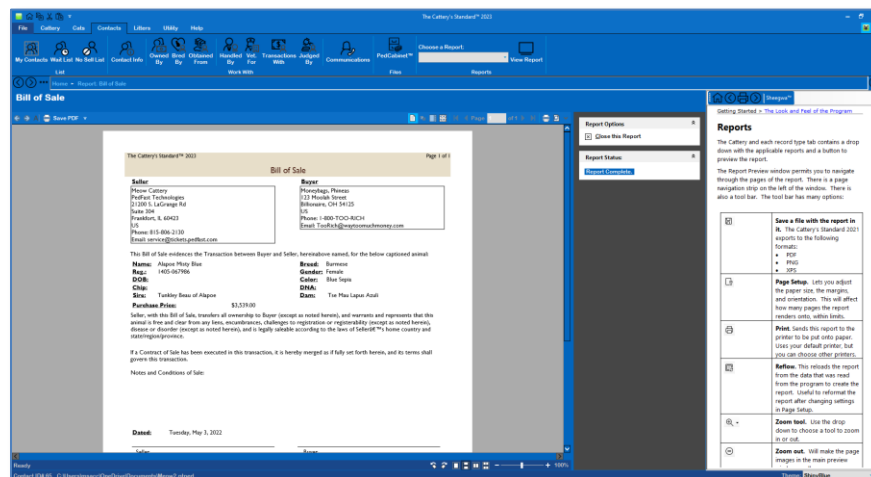 The Cattery's Standard™ 2023
File Cattery Cats Contacts Litters Utility Help
My Contacts Wait List No Sell List Contact Info Owned By Bred By Obtained From Handled By Vet. For Transactions With Judged By Communications PedCabinet™ Choose a Report: View Report
List Work With Files Reports
Home Report: Bill of Sale
Bill of Sale
Sheegwa™
Save PDF Page of 1
Getting Started > The Look and Feel of the Program
Reports
The Cattery and each record type tab contains a drop
down with the applicable reports and a button to
preview the report.
The Report Preview window permits you to navigate
through the pages of the report. There is a page
navigation strip on the left of the window. There is
also a tool bar. The tool bar has many options:
Save a file with the report in
it. The Cattery's Standard 2021
exports to the following
formats:
• PDF
• PNG
• XPS
Page Setup. Lets you adjust
the paper size, the margins,
and orientation. This will affect
how many pages the report
renders onto, within limits.
Print. Sends this report to the
printer to be put onto paper.
Uses your default printer, but
you can choose other printers.
Reflow. This reloads the report
from the data that was read
from the program to create the
report. Useful to reformat the
report after changing settings
in Page Setup.
Zoom tool. Use the drop
down to choose a tool to zoom
in or out.
Zoom out. Will make the page
images in the main preview
Report Options
Close this Report
Report Status:
Report Complete.
The Cattery's Standard™ 2023 Page 1 of 1
Bill of Sale
Seller
Meow Cattery
PedFast Technologies
21200 S. LaGrange Rd
Suite 304
Frankfort, IL 60423
US
Phone: 815-806-2130
Email: service@tickets.pedfast.com
Buyer
Moneybags, Phineas
123 Moolah Street
Billionaire, OH 54125
US
Phone: 1-800-TOO-RICH
Email: TooRich@waytoomuchmoney.com
This Bill of Sale evidences the Transaction between Buyer and Seller, hereinabove named, for the below captioned animal:
Name: Alapoe Misty Blue Breed: Burmese
Reg.: 1405-067986 Gender: Female
DOB: Color: Blue Sepia
Chip: DNA:
Sire: Tunkley Beau of Alapoe Dam: Tre Mas Lapus Azuli
Purchase Price: $3,539.00
Seller, with this Bill of Sale, transfers all ownership to Buyer (except as noted herein), and warrants and represents that this
animal is free and clear from any liens, encumbrances, challenges to registration or registerability (except as noted herein),
disease or disorder (except as noted herein), and is legally saleable according to the laws of Sellerâ€™s home country and
state/region/province.
If a Contract of Sale has been executed in this transaction, it is hereby merged as if fully set forth herein, and its terms shall
govern this transaction.
Notes and Conditions of Sale:
Dated: Tuesday, May 3, 2022
Seller Buyer
Ready 100%
Theme: